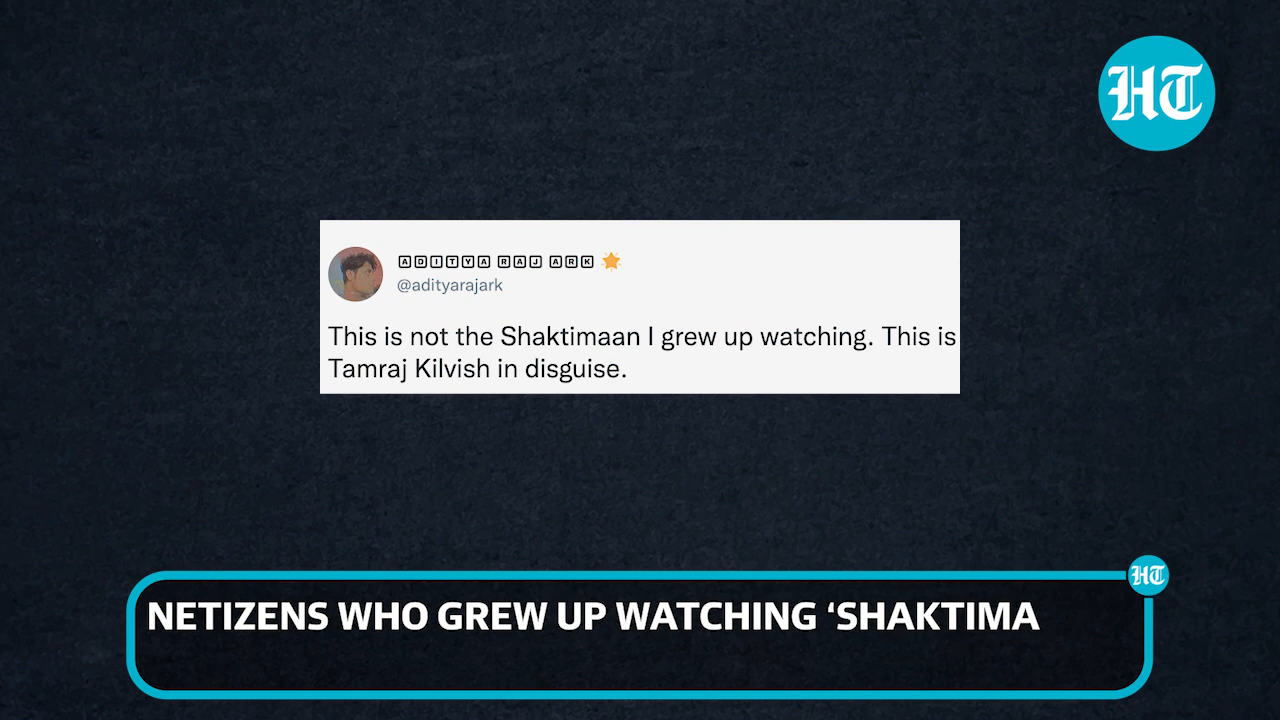 HT
ADITYA RAJ ARK
@adityarajark
This is not the Shaktimaan I grew up watching. This is
Tamraj Kilvish in disguise.
HT
NETIZENS WHO GREW UP WATCHING ‘SHAKTIMA